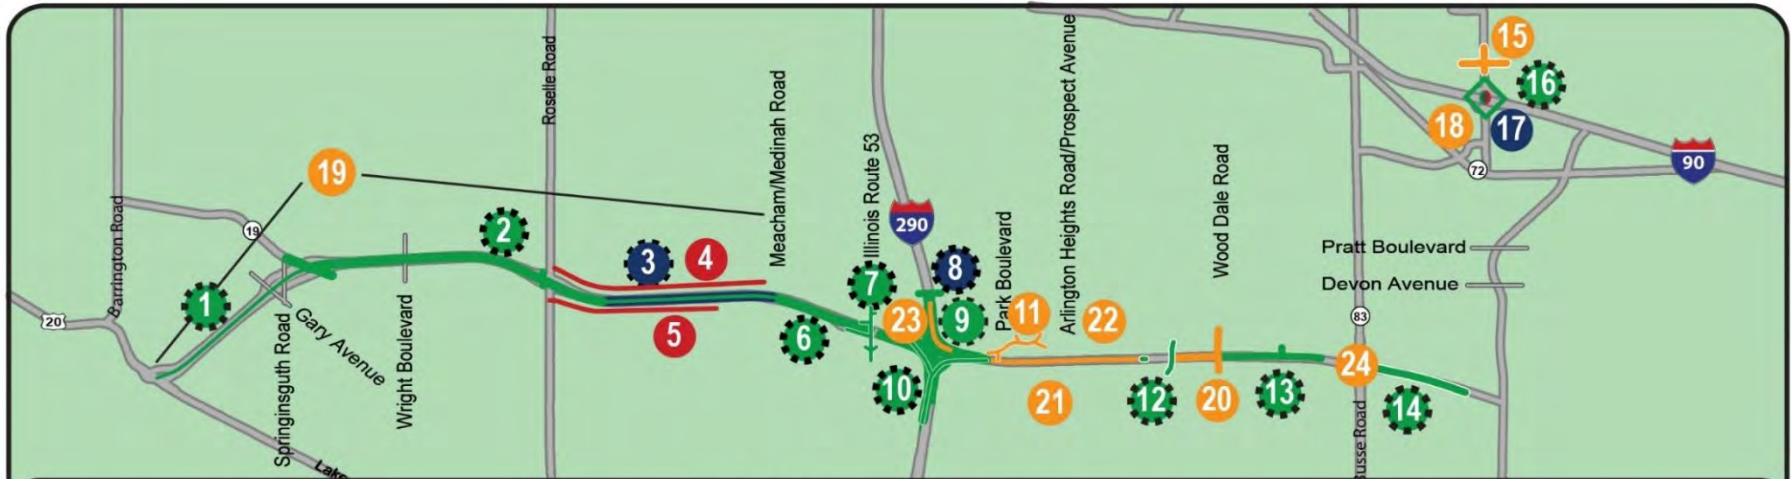 15
16
18
17
90
72
19
Barrington Road
19
20
1
Springinsguth Road
Gary Avenue
Wright Boulevard
2
Roselle Road
3
4
5
Meacham/Medinah Road
6
Illinois Route 53
7
290
8
23
9
10
Park Boulevard
11
Arlington Heights Road/Prospect Avenue
22
21
12
Wood Dale Road
20
13
Pratt Boulevard
Devon Avenue
83
24
14
Busse Road
Lake